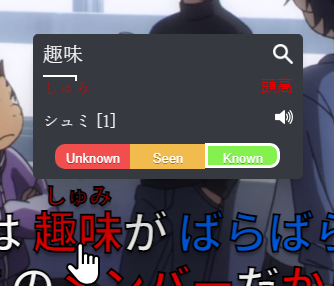 趣味
しゅみ 頭高
シュミ [1]
Unknown Seen Known
しゅみ
は 趣味が ばらばら
のメンバーだか